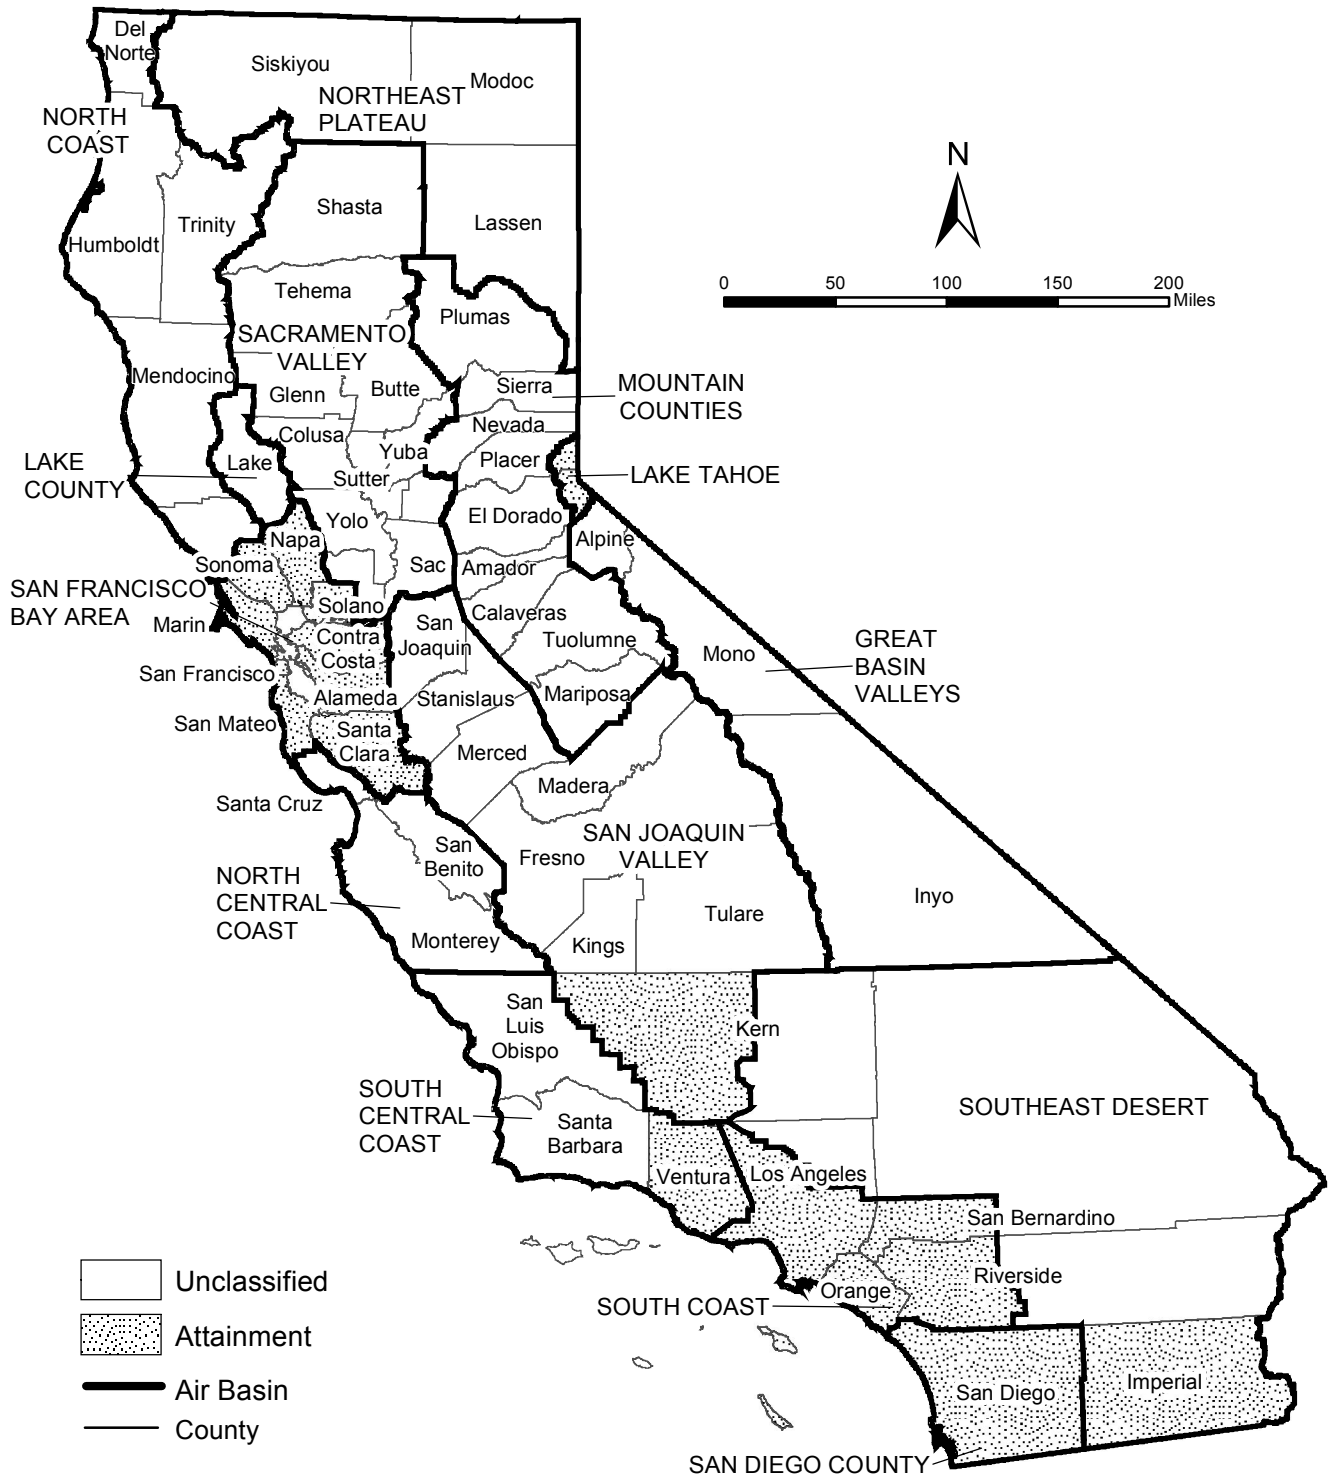 Del
Norte
Siskiyou
Modoc
NORTHEAST
PLATEAU
NORTH
COAST
N
Shasta
Trinity
Lassen
Humboldt
0 50 100 150 200
Miles
Tehema
Plumas
SACRAMENTO
VALLEY
Mendocino
Glenn
Butte
Sierra
MOUNTAIN
COUNTIES
Nevada
Colusa
Yuba
Placer
LAKE
COUNTY
Lake
Sutter
LAKE TAHOE
Yolo
El Dorado
Napa
Alpine
Sonoma
Sac
Amador
SAN FRANCISCO
BAY AREA
Solano
Marin
Calaveras
Contra
Costa
San
Joaquin
Tuolumne
Mono
GREAT
BASIN
VALLEYS
San Francisco
Alameda
Stanislaus
Mariposa
San Mateo
Santa
Clara
Merced
Madera
Santa Cruz
SAN JOAQUIN
VALLEY
San
Benito
Fresno
NORTH
CENTRAL
COAST
Inyo
Tulare
Monterey
Kings
San
Luis
Obispo
Kern
SOUTH
CENTRAL
COAST
SOUTHEAST DESERT
Santa
Barbara
Ventura
Los Angeles
San Bernardino
Riverside
Orange
SOUTH COAST
Imperial
San Diego
SAN DIEGO COUNTY
Unclassified
Attainment
Air Basin
County